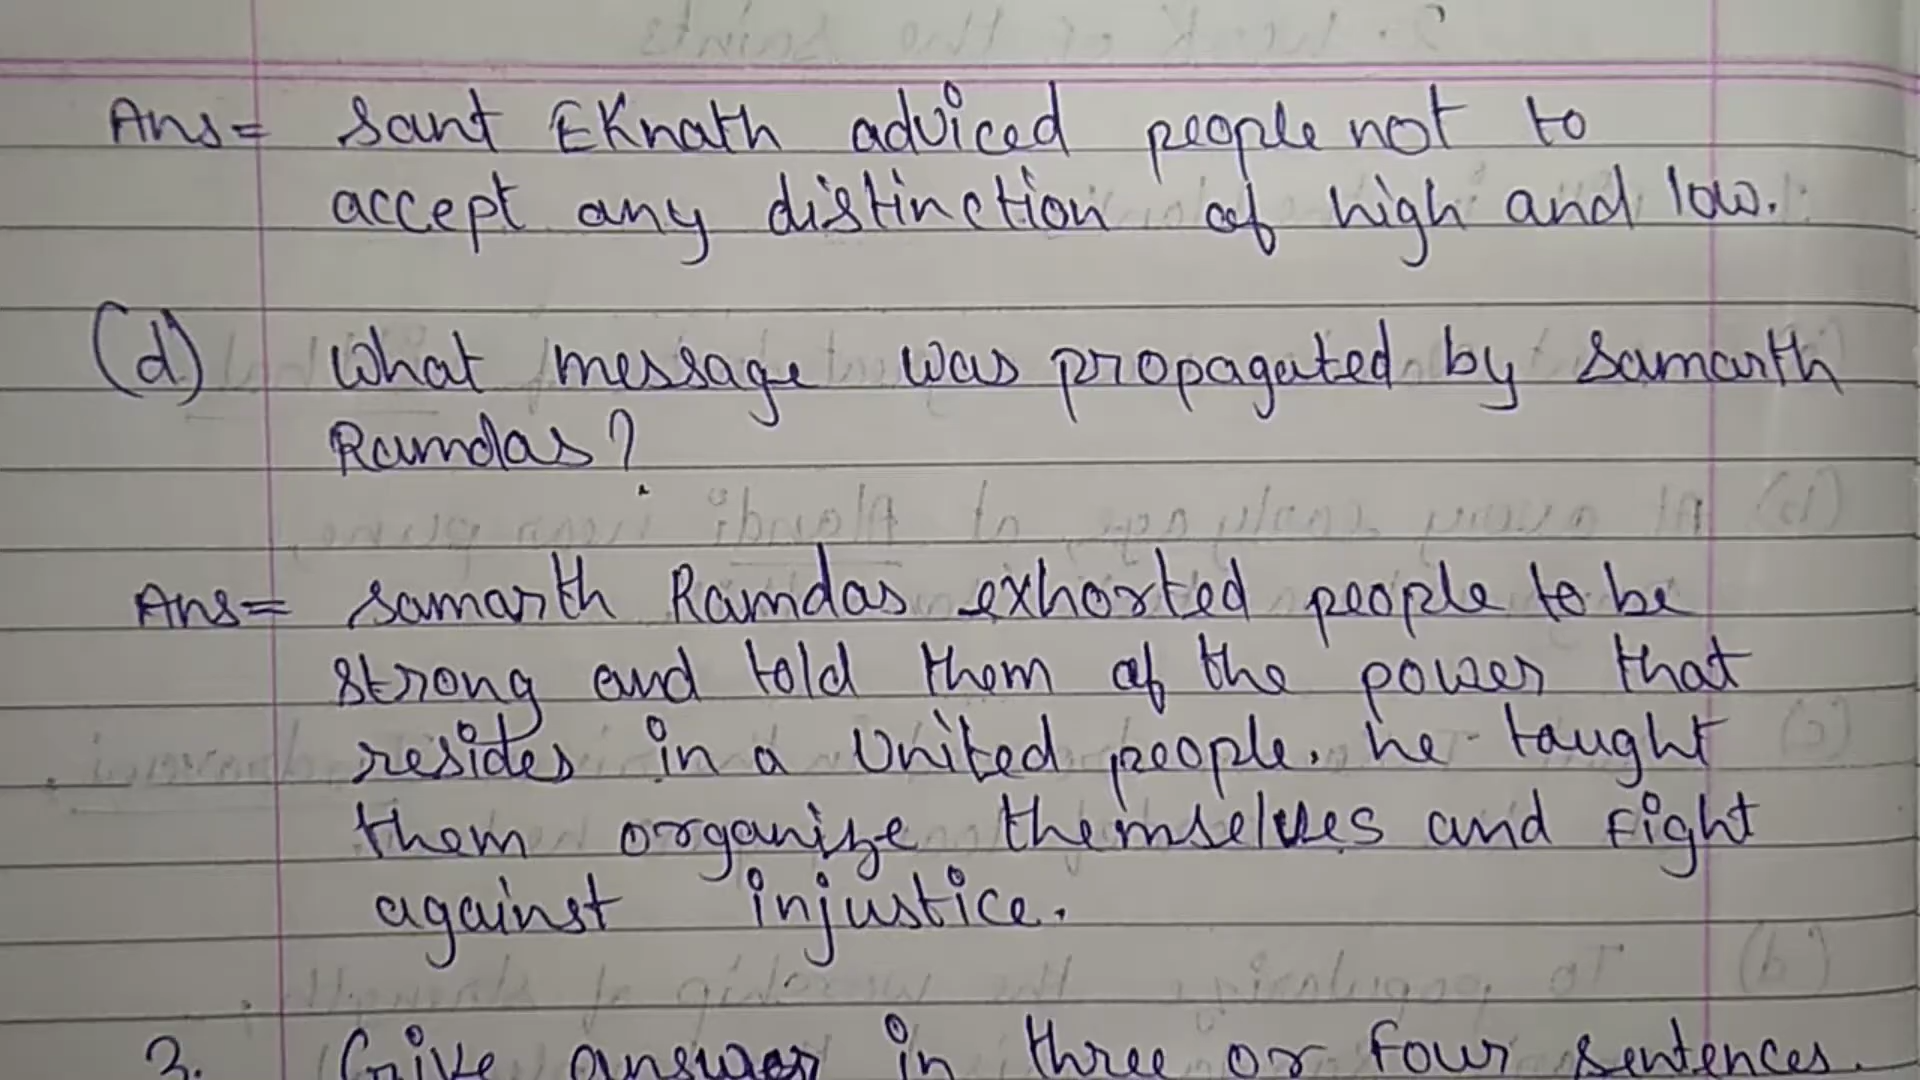 Ans= Sant EKnath adviced people not to
accept any distinction of high and low.
(d) What message was propagated by Samarth
Ramdas?
Ans= Samarth Ramdas exhorted people to be
strong and told them of the power that
resides in a United people. he taught
them organize themselves and Fight
against injustice.
3. Give answer in three or four sentences.